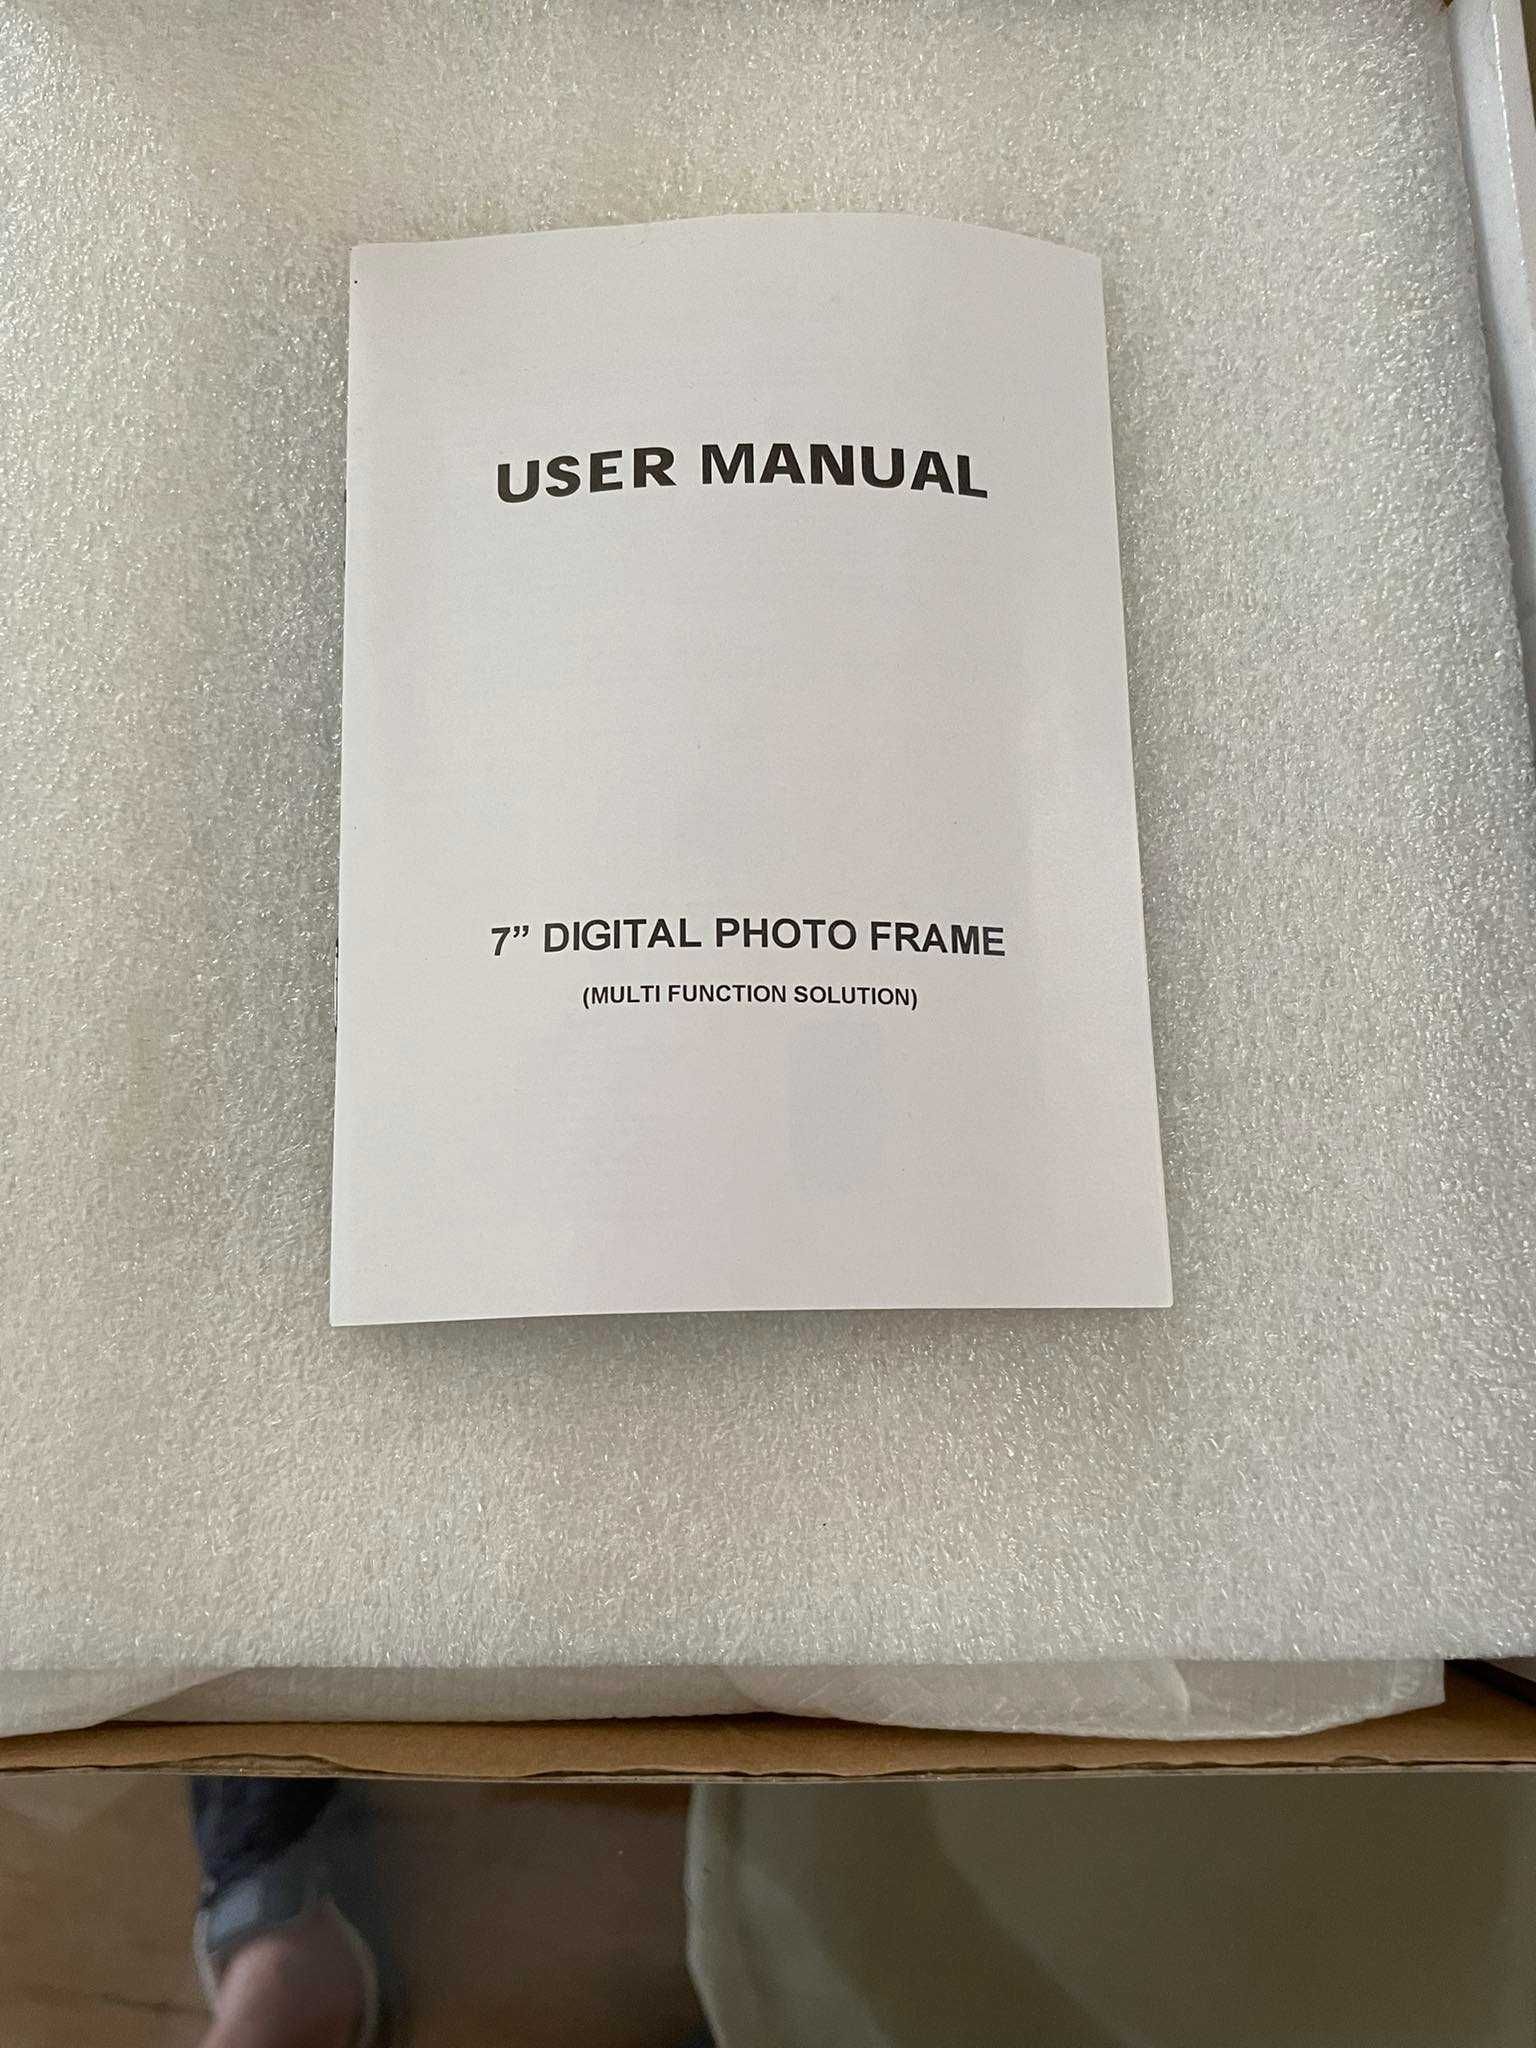 USER MANUAL
7” DIGITAL PHOTO FRAME
(MULTI FUNCTION SOLUTION)